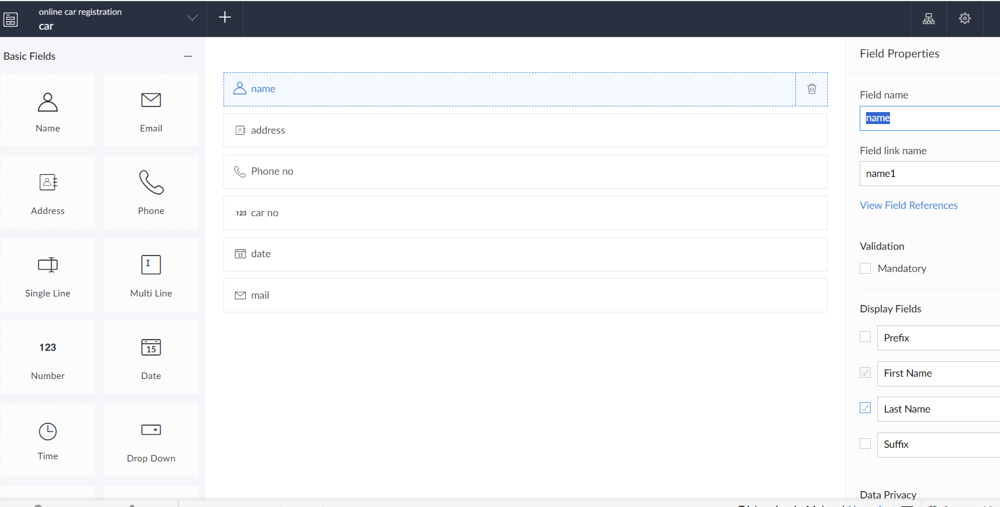 online car registration
car
Basic Fields
Name
Email
Address
Phone
Single Line
Multi Line
123
Number
15
Date
Time
Drop Down
name
address
Phone no
123 car no
15 date
mail
Field Properties
Field name
name
Field link name
name1
View Field References
Validation
Mandatory
Display Fields
Prefix
First Name
Last Name
Suffix
Data Privacy